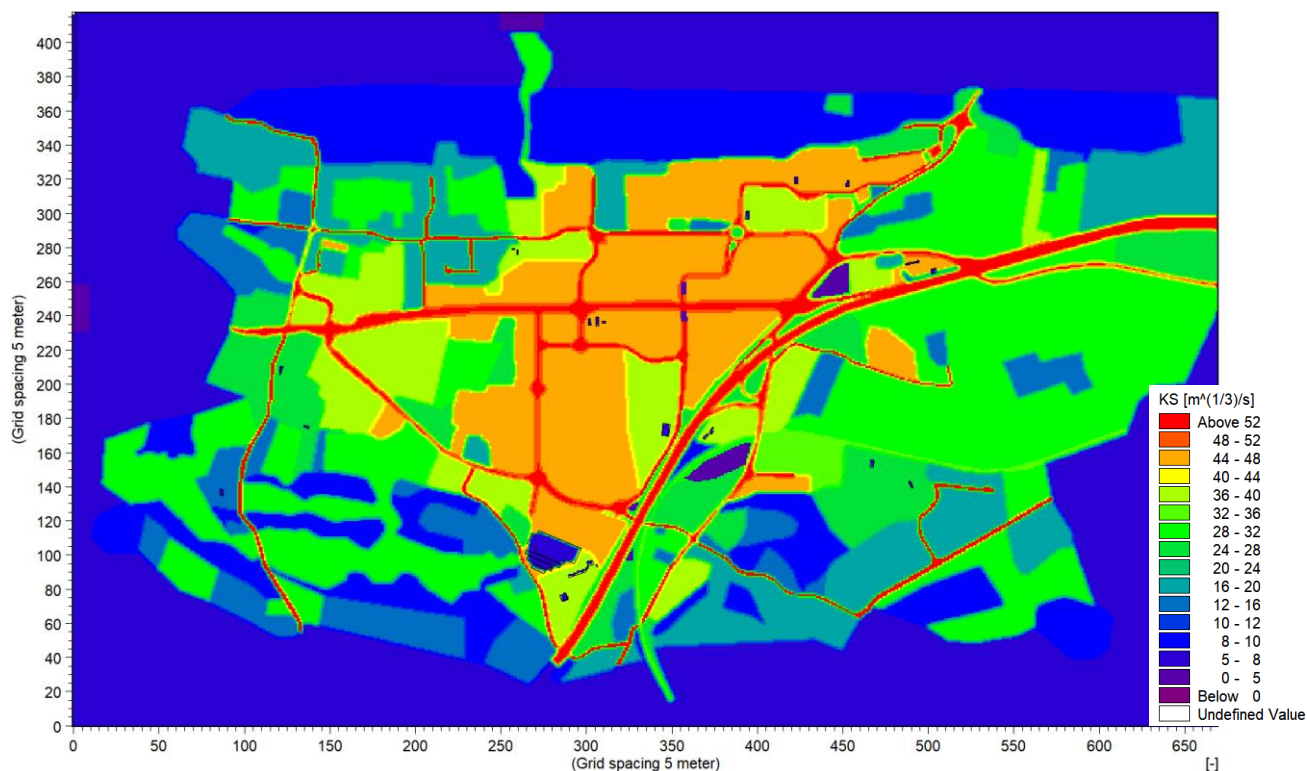 400
380
360
340
320
300
280
260
240
220
200
180
160
140
120
100
80
60
40
20
0
(Grid spacing 5 meter)
0 50 100 150 200 250 300 350 400 450 500 550 600 650
(Grid spacing 5 meter) [-]
KS [m^(1/3)/s]
Above 52
48 - 52
44 - 48
40 - 44
36 - 40
32 - 36
28 - 32
24 - 28
20 - 24
16 - 20
12 - 16
10 - 12
8 - 10
5 - 8
0 - 5
Below 0
Undefined Value